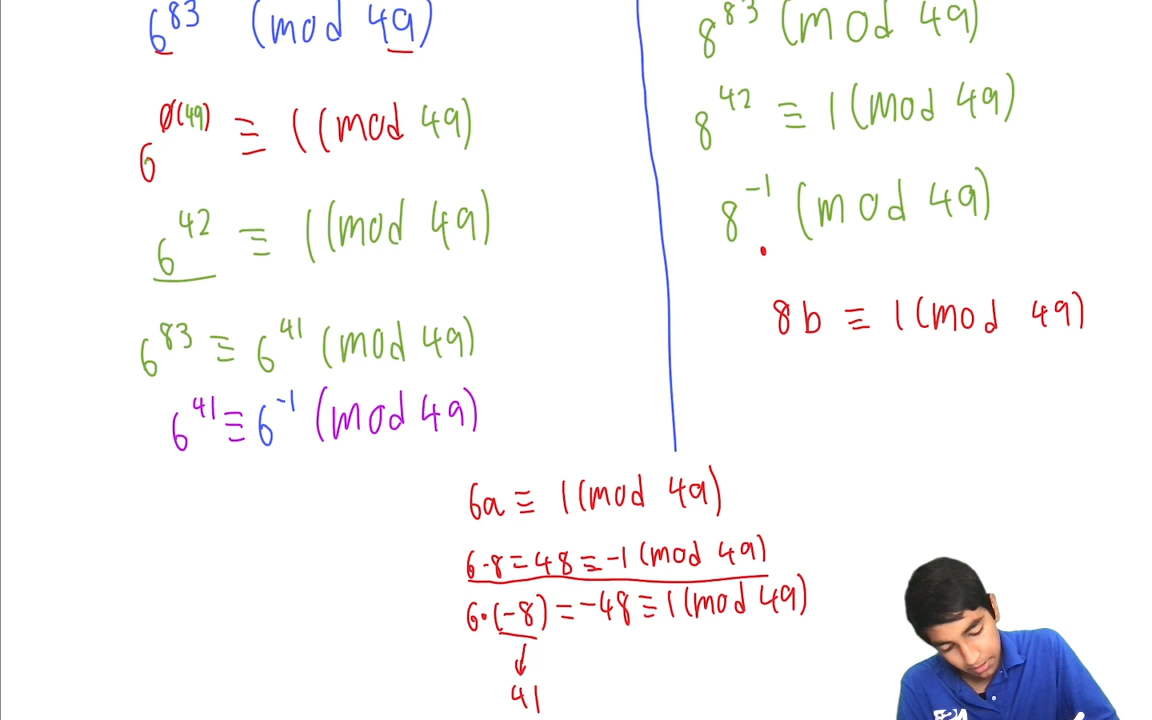 6^83 (mod 49)
6^ϕ(49) ≡ 1 (mod 49)
6^42 ≡ 1 (mod 49)
6^83 ≡ 6^41 (mod 49)
6^41 ≡ 6^-1 (mod 49)
8^83 (mod 49)
8^42 ≡ 1 (mod 49)
8^-1 (mod 49)
8b ≡ 1 (mod 49)
6a ≡ 1 (mod 49)
6·8 = 48 ≡ -1 (mod 49)
6·(-8) = -48 ≡ 1 (mod 49)
↓
41